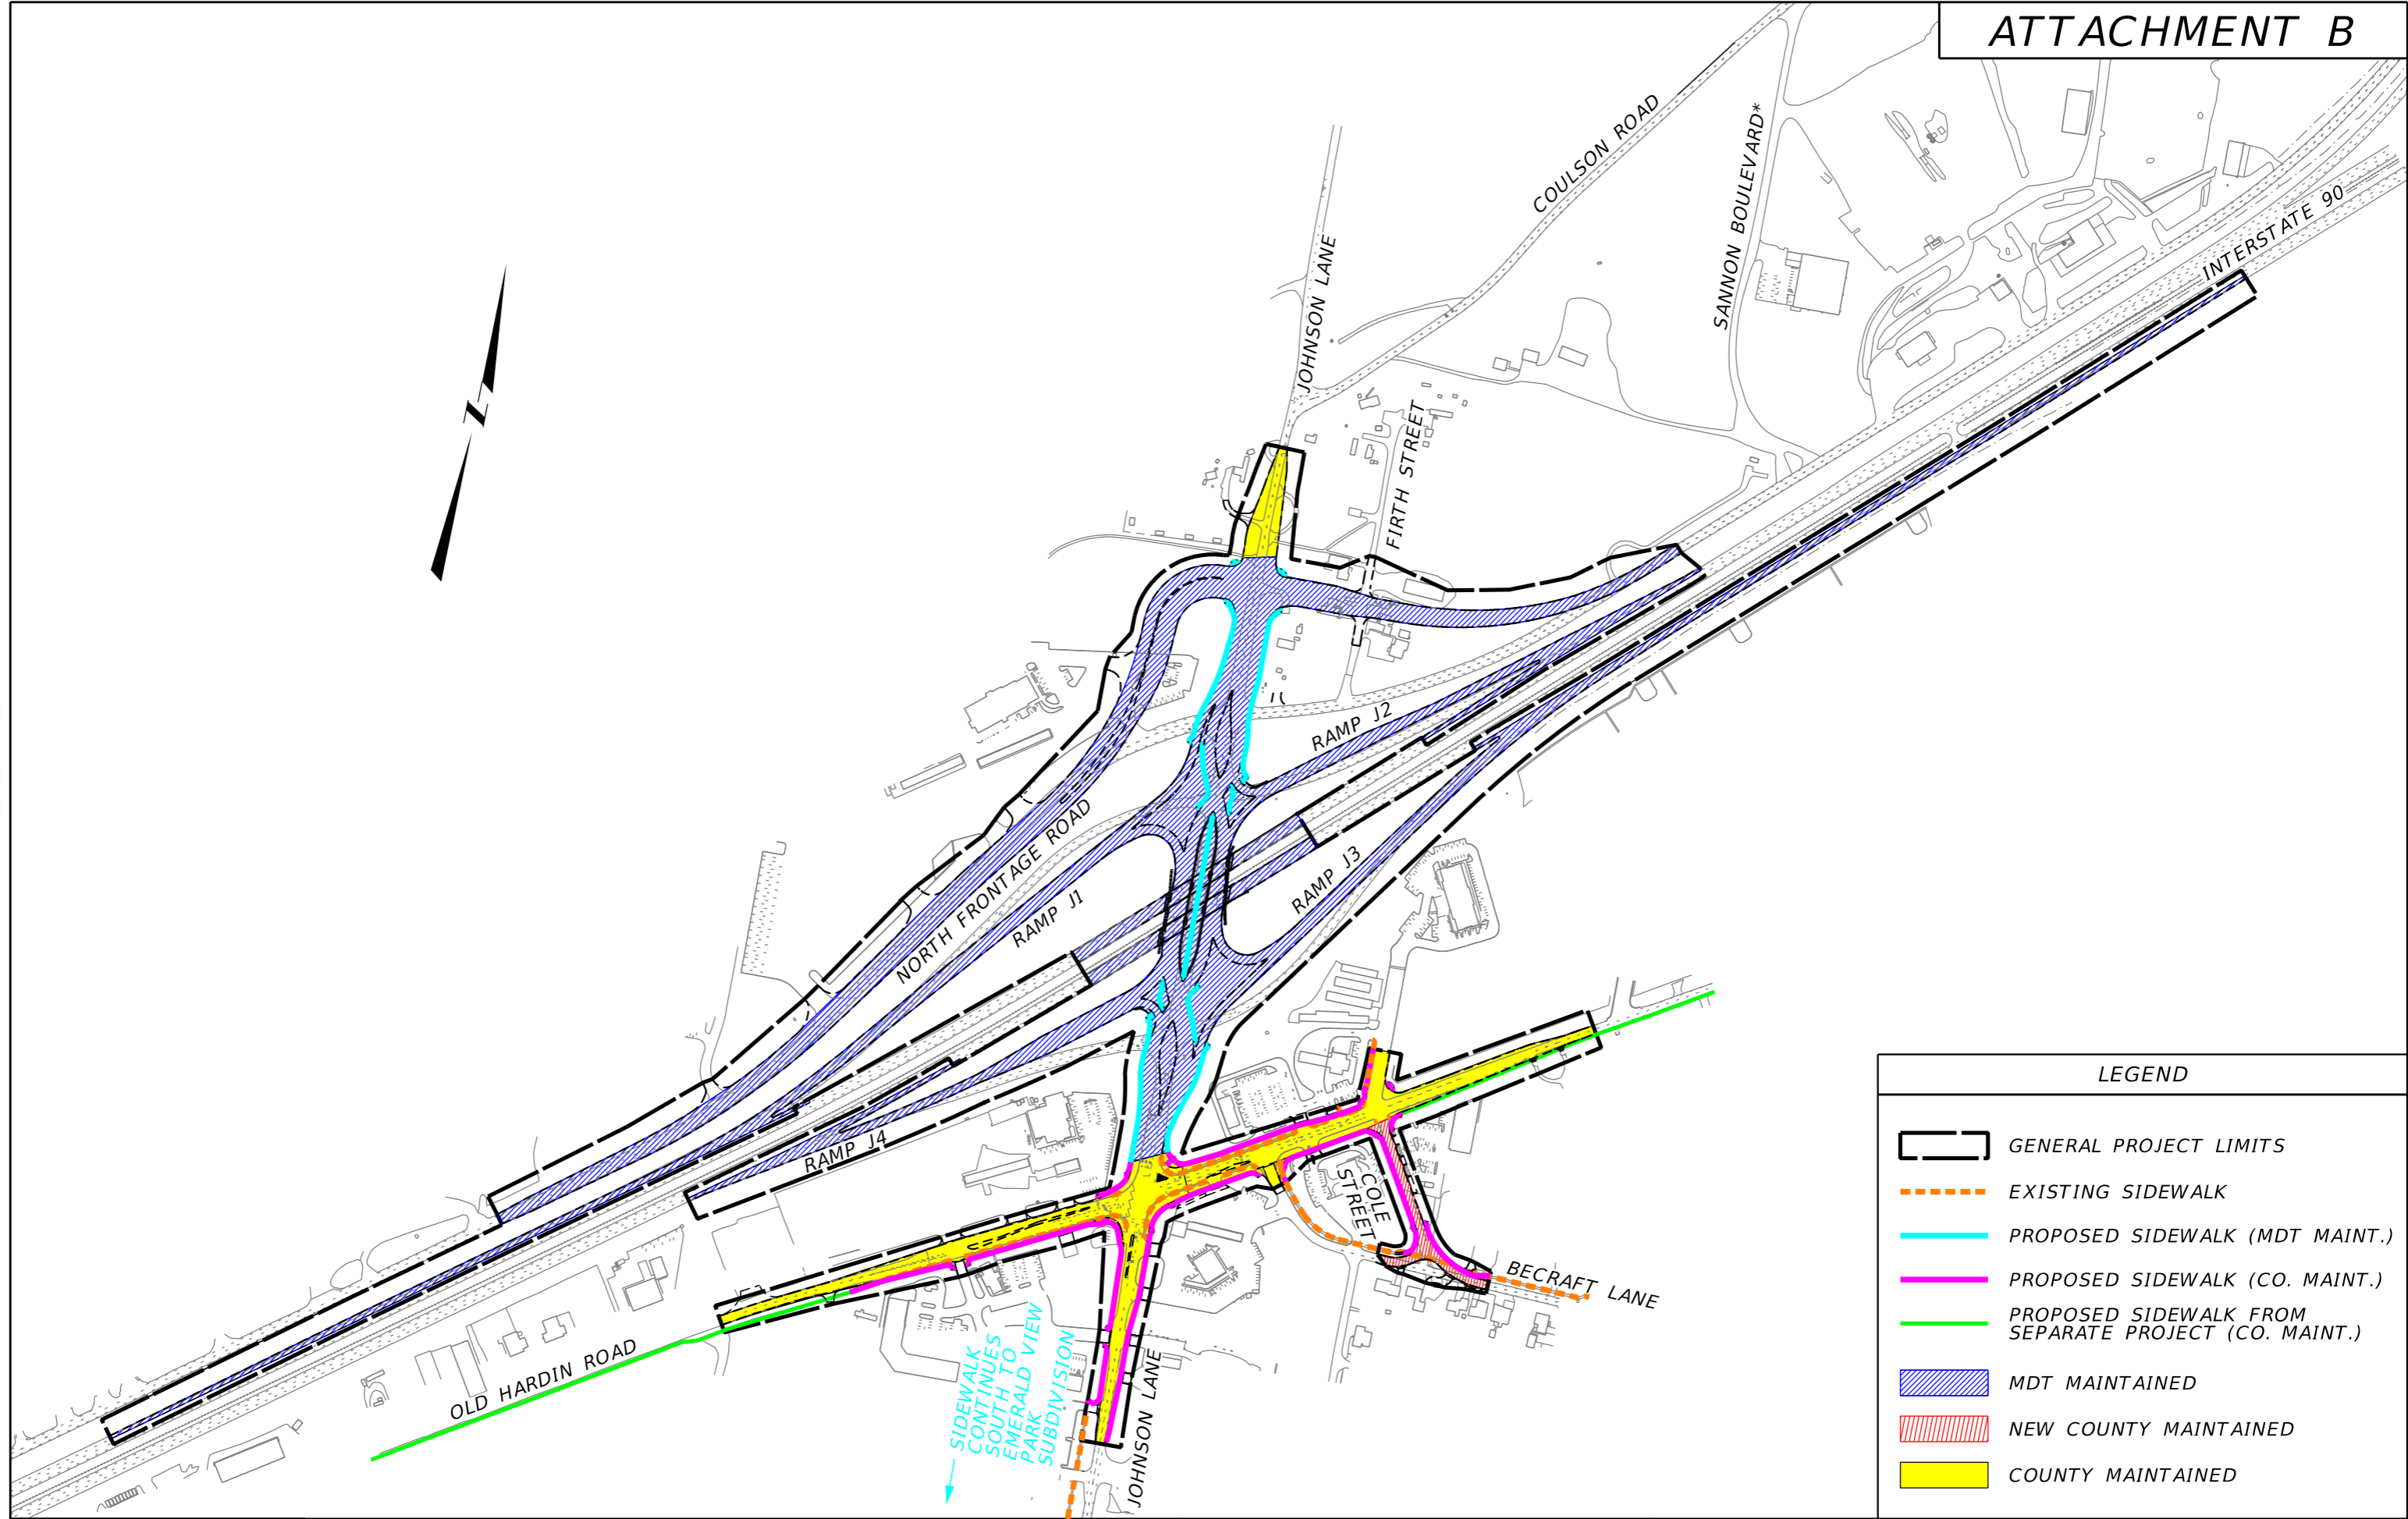 ATTACHMENT B
COULSON ROAD
SANNON BOULEVARD*
INTERSTATE 90
JOHNSON LANE
FIRTH STREET
N
RAMP J2
NORTH FRONTAGE ROAD
RAMP J1
RAMP J3
RAMP J4
COLE
STREET
BECRAFT LANE
OLD HARDIN ROAD
SIDEWALK
CONTINUES
SOUTH TO
EMERALD VIEW
PARK
SUBDIVISION
JOHNSON LANE
LEGEND
GENERAL PROJECT LIMITS
EXISTING SIDEWALK
PROPOSED SIDEWALK (MDT MAINT.)
PROPOSED SIDEWALK (CO. MAINT.)
PROPOSED SIDEWALK FROM
SEPARATE PROJECT (CO. MAINT.)
MDT MAINTAINED
NEW COUNTY MAINTAINED
COUNTY MAINTAINED